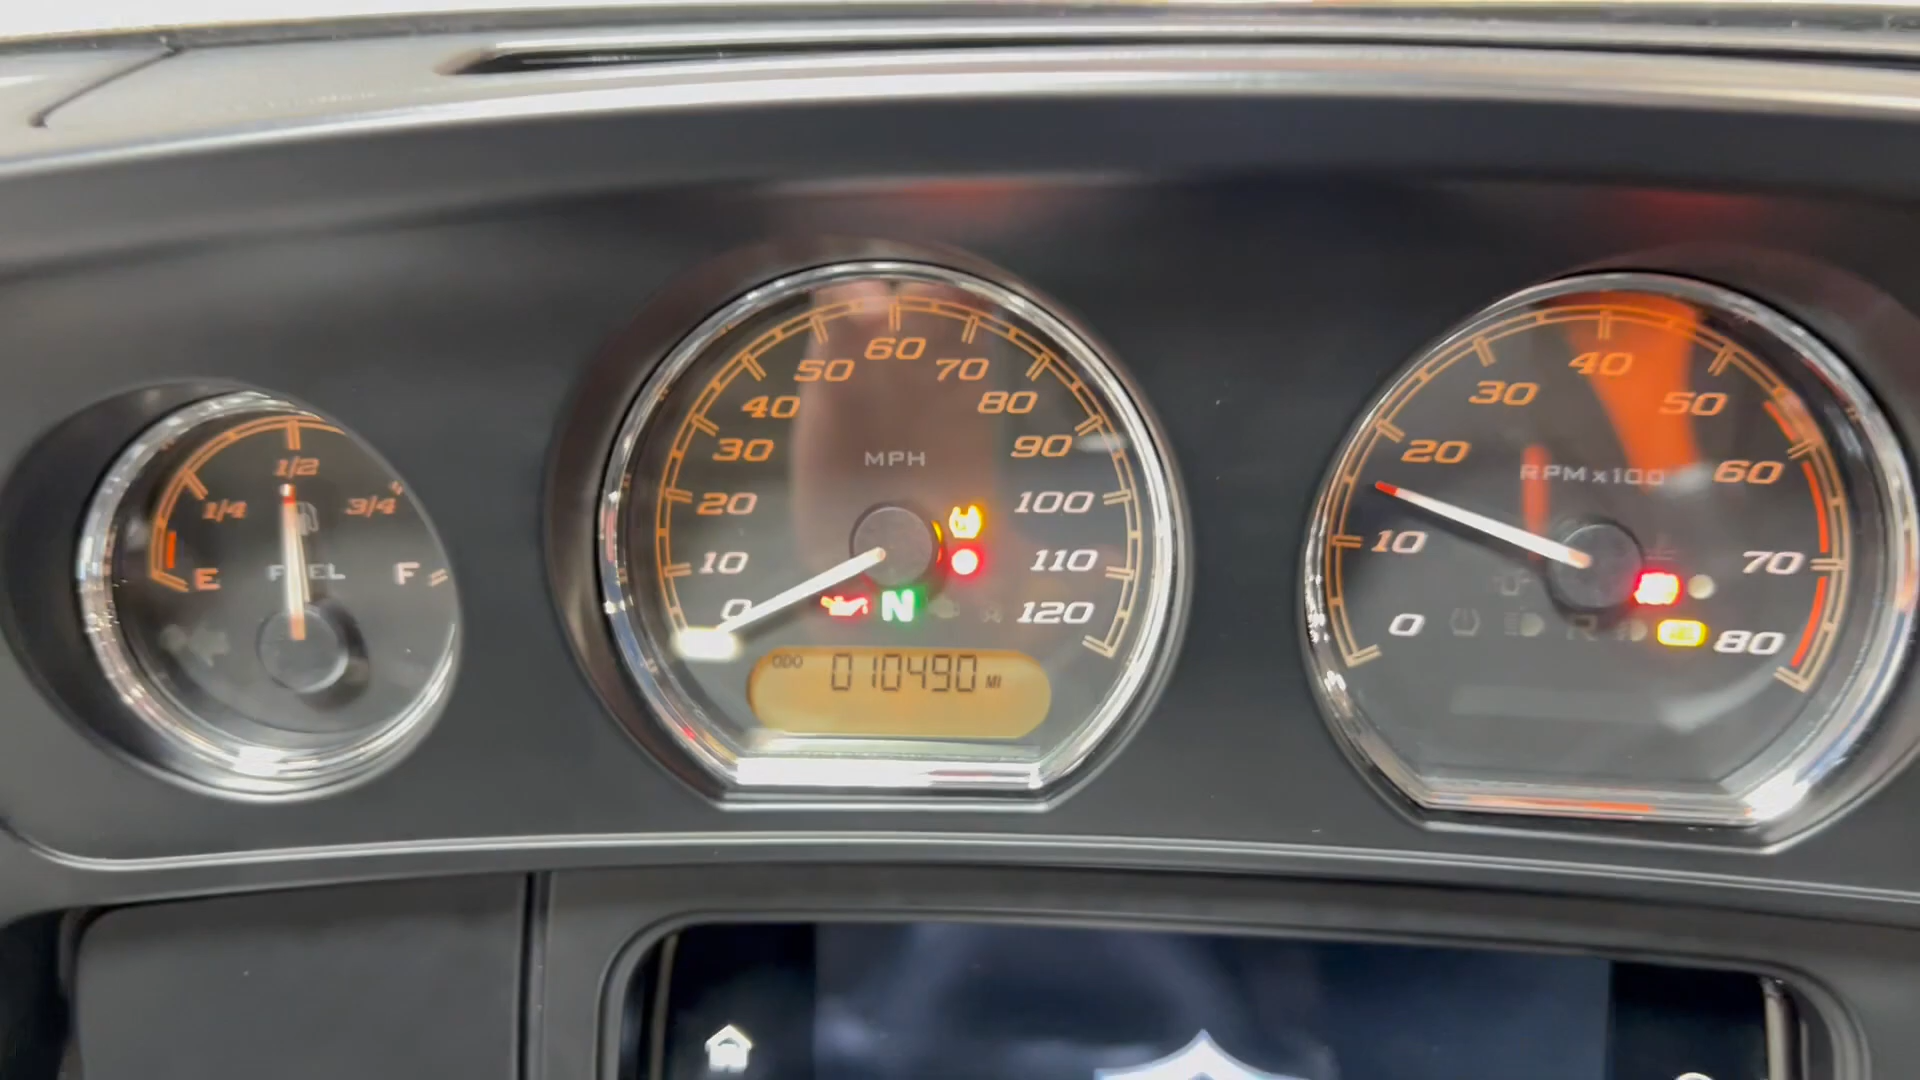 1/4 1/2 3/4
E FUEL F
0 10 20 30 40 50 60 70 80 90 100 110 120
MPH
N
ODO 010490 MI
0 10 20 30 40 50 60 70 80
RPM x100